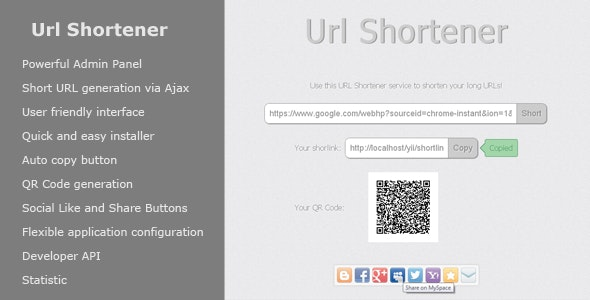 Url Shortener
Powerful Admin Panel
Short URL generation via Ajax
User friendly interface
Quick and easy installer
Auto copy button
QR Code generation
Social Like and Share Buttons
Flexible application configuration
Developer API
Statistic
Url Shortener
Use this URL Shortener service to shorten your long URLs!
https://www.google.com/webhp?sourceid=chrome-instant&ion=1& Short
Your shorlink: http://localhost/yii/shortlin Copy Copied
Your QR Code:
Share on MySpace